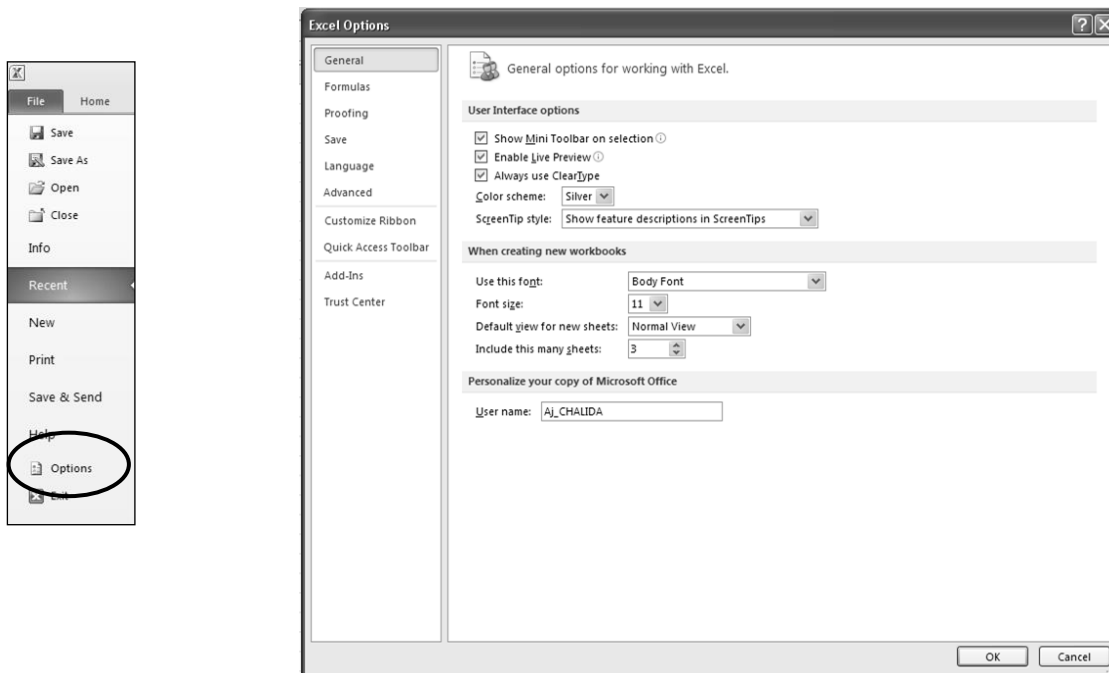 File Home
Save
Save As
Open
Close
Info
Recent
New
Print
Save & Send
Help
Options
Exit
Excel Options
General
Formulas
Proofing
Save
Language
Advanced
Customize Ribbon
Quick Access Toolbar
Add-Ins
Trust Center
General options for working with Excel.
User Interface options
Show Mini Toolbar on selection
Enable Live Preview
Always use ClearType
Color scheme: Silver
ScreenTip style: Show feature descriptions in ScreenTips
When creating new workbooks
Use this font: Body Font
Font size: 11
Default view for new sheets: Normal View
Include this many sheets: 3
Personalize your copy of Microsoft Office
User name: Aj_CHALIDA
OK Cancel